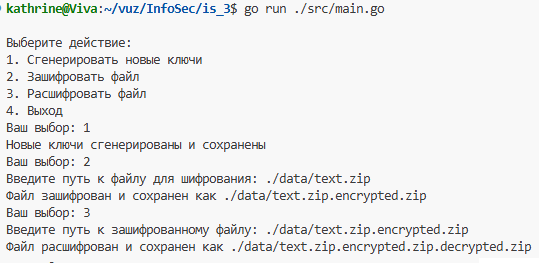 kathrine@Viva:~/vuz/InfoSec/is_3$ go run ./src/main.go
Выберите действие:
1. Сгенерировать новые ключи
2. Зашифровать файл
3. Расшифровать файл
4. Выход
Ваш выбор: 1
Новые ключи сгенерированы и сохранены
Ваш выбор: 2
Введите путь к файлу для шифрования: ./data/text.zip
Файл зашифрован и сохранен как ./data/text.zip.encrypted.zip
Ваш выбор: 3
Введите путь к зашифрованному файлу: ./data/text.zip.encrypted.zip
Файл расшифрован и сохранен как ./data/text.zip.encrypted.zip.decrypted.zip